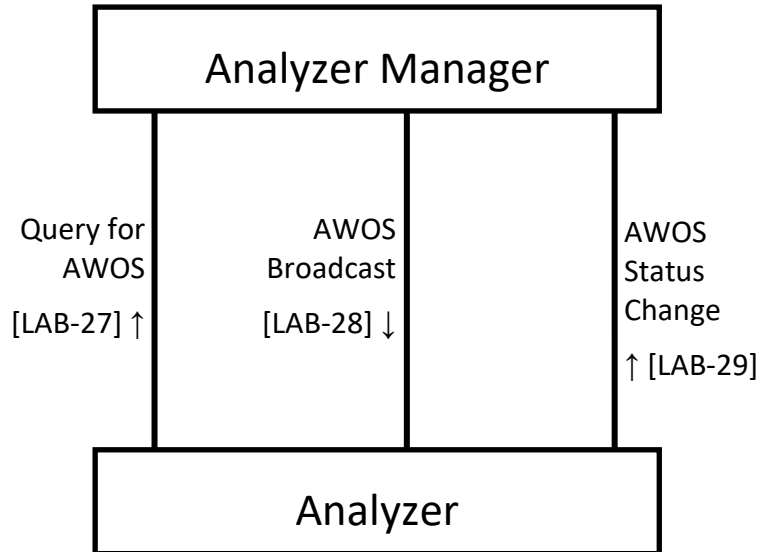 Analyzer Manager
Query for
AWOS
[LAB-27] ↑
AWOS
Broadcast
[LAB-28] ↓
AWOS
Status
Change
↑ [LAB-29]
Analyzer